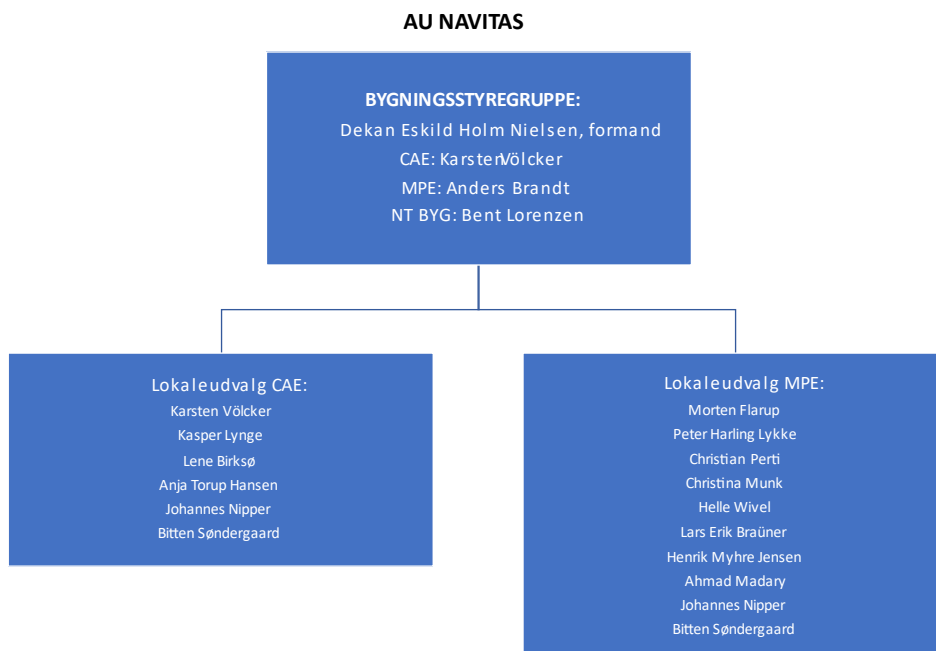 AU NAVITAS
BYGNINGSSTYREGRUPPE:
Dekan Eskild Holm Nielsen, formand
CAE: Karsten Völcker
MPE: Anders Brandt
NT BYG: Bent Lorenzen
Lokaleudvalg CAE:
Karsten Völcker
Kasper Lynge
Lene Birksø
Anja Torup Hansen
Johannes Nipper
Bitten Søndergaard
Lokaleudvalg MPE:
Morten Flarup
Peter Harling Lykke
Christian Perti
Christina Munk
Helle Wivel
Lars Erik Braüner
Henrik Myhre Jensen
Ahmad Madary
Johannes Nipper
Bitten Søndergaard